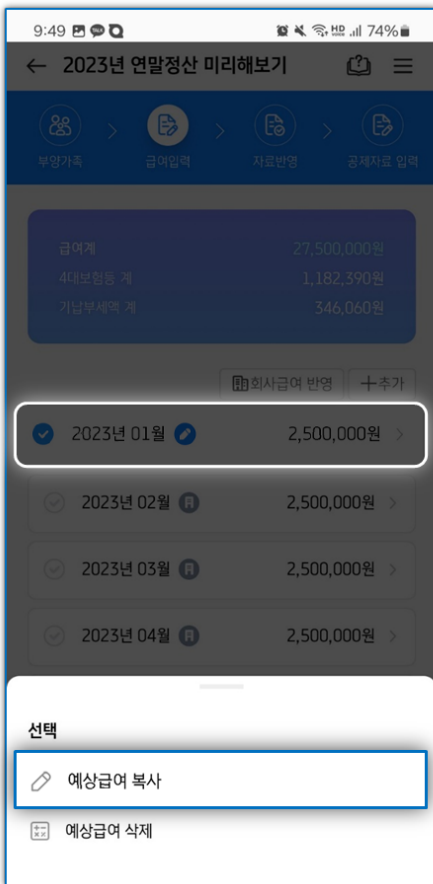 9:49 HD 74%
← 2023년 연말정산 미리해보기
부양가족 > 급여입력 > 자료반영 > 공제자료 입력
급여계 27,500,000원
4대보험등 계 1,182,390원
기납부세액 계 346,060원
회사급여 반영 +추가
2023년 01월 2,500,000원 >
2023년 02월 2,500,000원 >
2023년 03월 2,500,000원 >
2023년 04월 2,500,000원 >
선택
예상급여 복사
예상급여 삭제